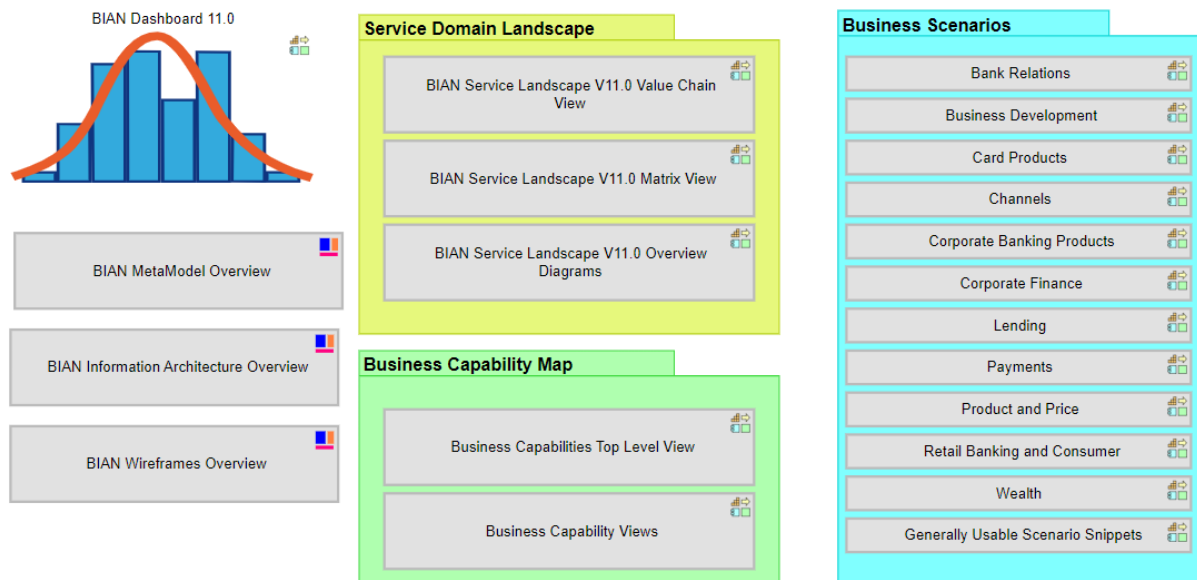 BIAN Dashboard 11.0
BIAN MetaModel Overview
BIAN Information Architecture Overview
BIAN Wireframes Overview
Service Domain Landscape
BIAN Service Landscape V11.0 Value Chain
View
BIAN Service Landscape V11.0 Matrix View
BIAN Service Landscape V11.0 Overview
Diagrams
Business Capability Map
Business Capabilities Top Level View
Business Capability Views
Business Scenarios
Bank Relations
Business Development
Card Products
Channels
Corporate Banking Products
Corporate Finance
Lending
Payments
Product and Price
Retail Banking and Consumer
Wealth
Generally Usable Scenario Snippets